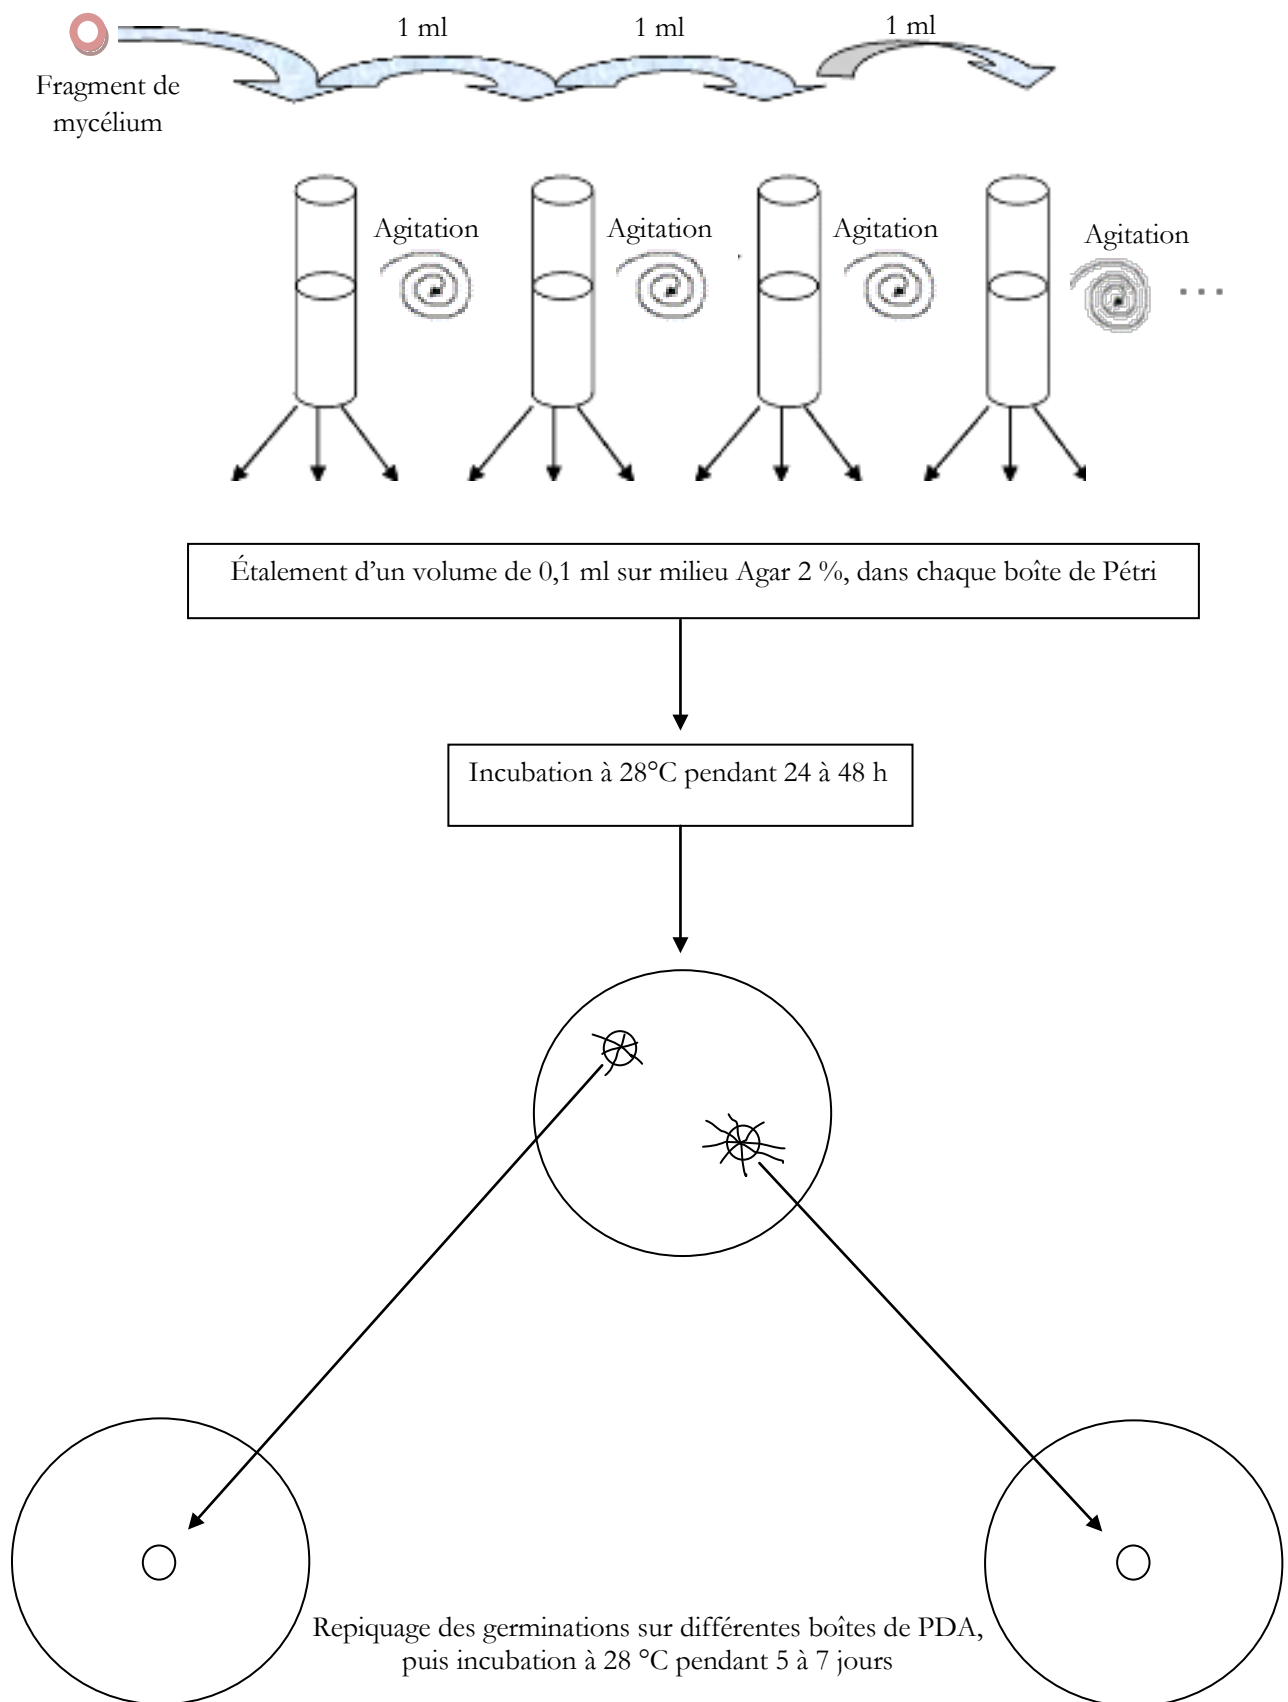 1 ml
1 ml
1 ml
Fragment de
mycélium
Agitation
Agitation
Agitation
Agitation
...
Étalement d’un volume de 0,1 ml sur milieu Agar 2 %, dans chaque boîte de Pétri
Incubation à 28°C pendant 24 à 48 h
Repiquage des germinations sur différentes boîtes de PDA,
puis incubation à 28 °C pendant 5 à 7 jours